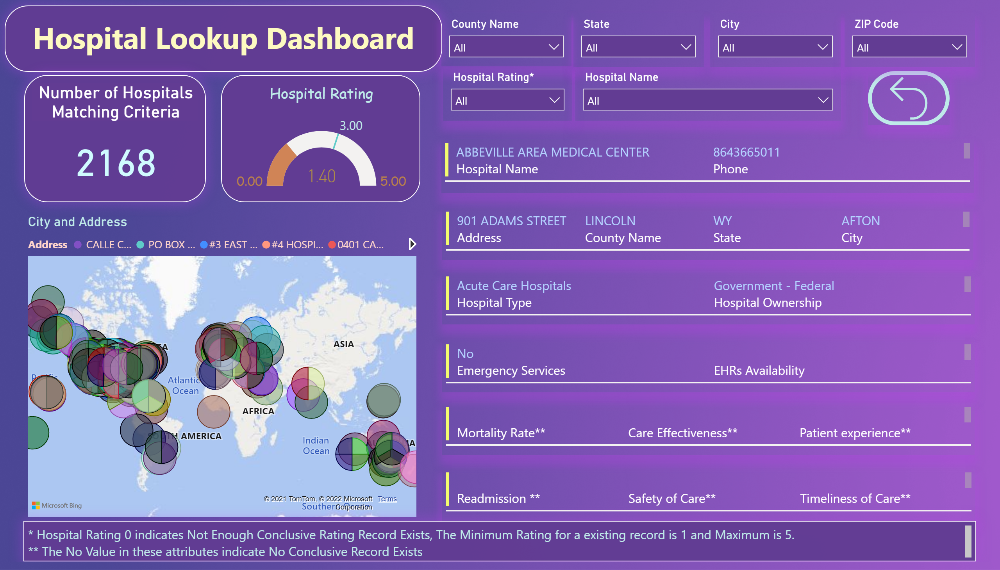 Hospital Lookup Dashboard
County Name
State
City
ZIP Code
All
All
All
All
Hospital Rating*
Hospital Name
All
All
Number of Hospitals
Matching Criteria
2168
Hospital Rating
3.00
0.00
1.40
5.00
ABBEVILLE AREA MEDICAL CENTER
8643665011
Hospital Name
Phone
901 ADAMS STREET
LINCOLN
WY
AFTON
Address
County Name
State
City
Acute Care Hospitals
Government - Federal
Hospital Type
Hospital Ownership
No
Emergency Services
EHRs Availability
Mortality Rate**
Care Effectiveness**
Patient experience**
Readmission **
Safety of Care**
Timeliness of Care**
City and Address
Address
CALLE C...
PO BOX ...
#3 EAST ...
#4 HOSPI...
0401 CA...
ASIA
Atlantic
Ocean
AFRICA
SOUTH AMERICA
Indian
Ocean
© 2021 TomTom, © 2022 Microsoft Corporation
Terms
Southern Ocean
Microsoft Bing
* Hospital Rating 0 indicates Not Enough Conclusive Rating Record Exists, The Minimum Rating for a existing record is 1 and Maximum is 5.
** The No Value in these attributes indicate No Conclusive Record Exists